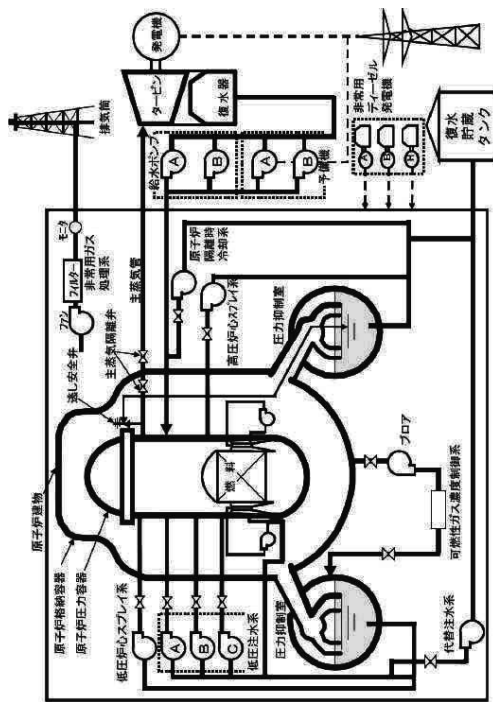 原子炉建物
原子炉格納容器
原子炉圧力容器
逃し安全弁
主蒸気隔離弁
ファン
フィルター
モニタ
非常用ガス
処理系
排気筒
主蒸気管
タービン
発電機
復水器
給水ポンプ
A
B
A
B
予備機
非常用
ディーゼル
発電機
A
B
H
復水
貯蔵
タンク
原子炉
隔離時
冷却系
高圧炉心スプレイ系
圧力抑制室
燃料
低圧炉心スプレイ系
A
B
C
低圧注水系
圧力抑制室
ブロア
可燃性ガス濃度制御系
代替注水系